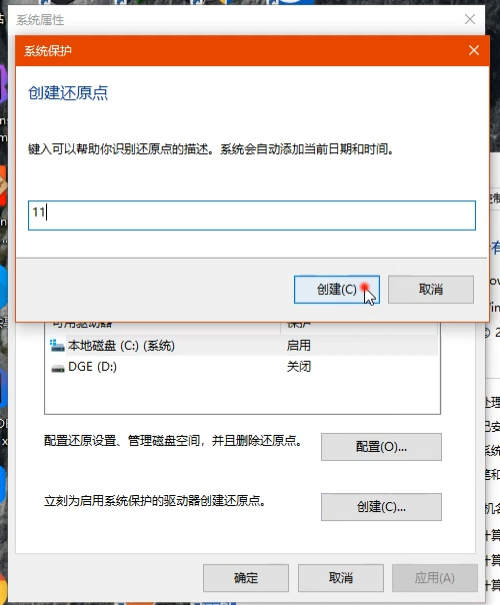 系统属性
系统保护
创建还原点
键入可以帮助你识别还原点的描述。系统会自动添加当前日期和时间。
11
创建(C)
取消
可用驱动器
保护
本地磁盘 (C:) (系统)
启用
DGE (D:)
关闭
配置还原设置、管理磁盘空间，并且删除还原点。
配置(O)...
立刻为启用系统保护的驱动器创建还原点。
创建(C)...
确定
取消
应用(A)